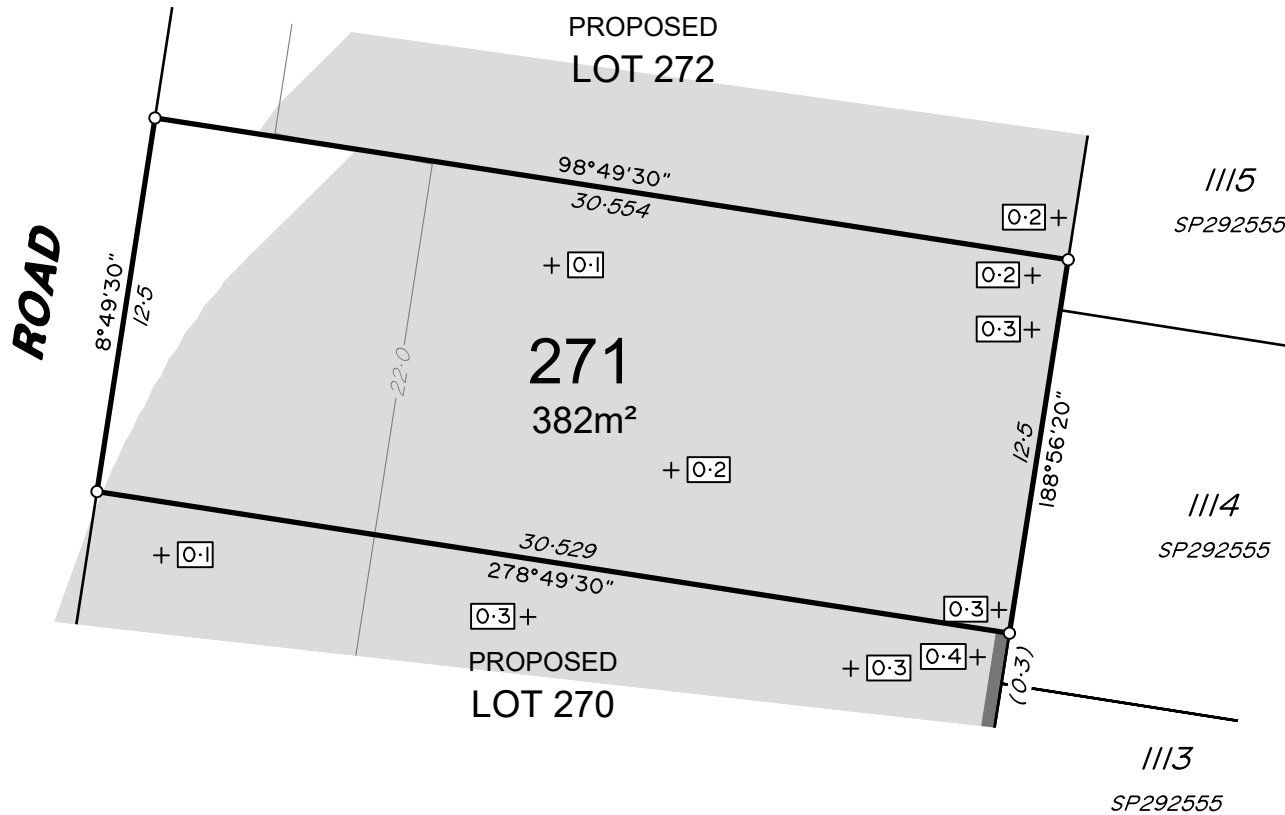 PROPOSED
LOT 272
98°49'30"
30·554
1115
SP292555
0·2
0·2
0·1
0·3
ROAD
8°49'30"
12·5
22·0
271
382m²
12·5
188°56'20"
0·2
1114
SP292555
30·529
278°49'30"
0·1
0·3
0·3
0·4
0·3
(0·3)
PROPOSED
LOT 270
1113
SP292555